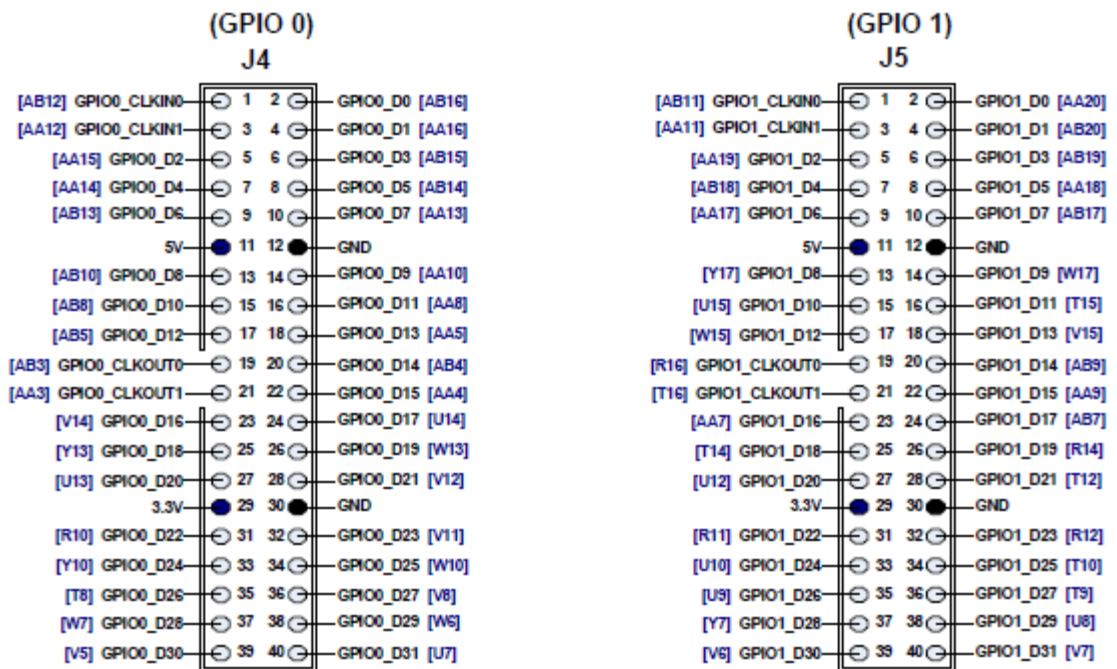 (GPIO 0)
J4
[AB12] GPIO0_CLKIN0 1 2 GPIO0_D0 [AB16]
[AA12] GPIO0_CLKIN1 3 4 GPIO0_D1 [AA16]
[AA15] GPIO0_D2 5 6 GPIO0_D3 [AB15]
[AA14] GPIO0_D4 7 8 GPIO0_D5 [AB14]
[AB13] GPIO0_D6 9 10 GPIO0_D7 [AA13]
5V 11 12 GND
[AB10] GPIO0_D8 13 14 GPIO0_D9 [AA10]
[AB8] GPIO0_D10 15 16 GPIO0_D11 [AA8]
[AB5] GPIO0_D12 17 18 GPIO0_D13 [AA5]
[AB3] GPIO0_CLKOUT0 19 20 GPIO0_D14 [AB4]
[AA3] GPIO0_CLKOUT1 21 22 GPIO0_D15 [AA4]
[V14] GPIO0_D16 23 24 GPIO0_D17 [U14]
[Y13] GPIO0_D18 25 26 GPIO0_D19 [W13]
[U13] GPIO0_D20 27 28 GPIO0_D21 [V12]
3.3V 29 30 GND
[R10] GPIO0_D22 31 32 GPIO0_D23 [V11]
[Y10] GPIO0_D24 33 34 GPIO0_D25 [W10]
[T8] GPIO0_D26 35 36 GPIO0_D27 [V8]
[W7] GPIO0_D28 37 38 GPIO0_D29 [W6]
[V5] GPIO0_D30 39 40 GPIO0_D31 [U7]
(GPIO 1)
J5
[AB11] GPIO1_CLKIN0 1 2 GPIO1_D0 [AA20]
[AA11] GPIO1_CLKIN1 3 4 GPIO1_D1 [AB20]
[AA19] GPIO1_D2 5 6 GPIO1_D3 [AB19]
[AB18] GPIO1_D4 7 8 GPIO1_D5 [AA18]
[AA17] GPIO1_D6 9 10 GPIO1_D7 [AB17]
5V 11 12 GND
[Y17] GPIO1_D8 13 14 GPIO1_D9 [W17]
[U15] GPIO1_D10 15 16 GPIO1_D11 [T15]
[W15] GPIO1_D12 17 18 GPIO1_D13 [V15]
[R16] GPIO1_CLKOUT0 19 20 GPIO1_D14 [AB9]
[T16] GPIO1_CLKOUT1 21 22 GPIO1_D15 [AA9]
[AA7] GPIO1_D16 23 24 GPIO1_D17 [AB7]
[T14] GPIO1_D18 25 26 GPIO1_D19 [R14]
[U12] GPIO1_D20 27 28 GPIO1_D21 [T12]
3.3V 29 30 GND
[R11] GPIO1_D22 31 32 GPIO1_D23 [R12]
[U10] GPIO1_D24 33 34 GPIO1_D25 [T10]
[U9] GPIO1_D26 35 36 GPIO1_D27 [T9]
[Y7] GPIO1_D28 37 38 GPIO1_D29 [U8]
[V6] GPIO1_D30 39 40 GPIO1_D31 [V7]